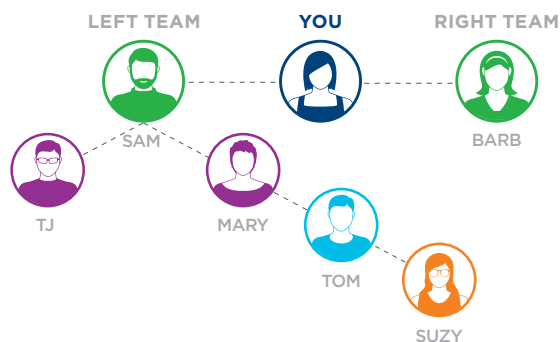 LEFT TEAM
YOU
RIGHT TEAM
SAM
BARB
TJ
MARY
TOM
SUZY